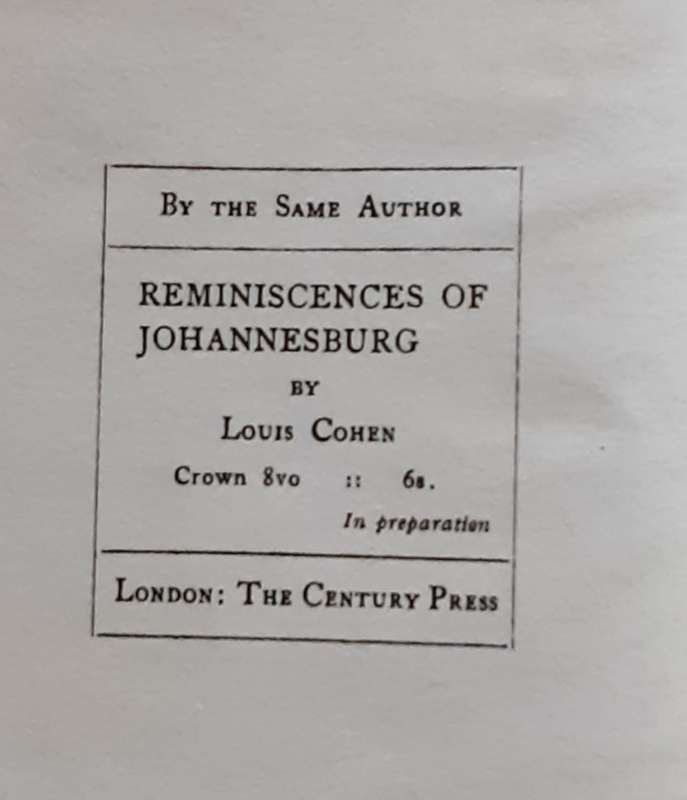 By the Same Author
REMINISCENCES OF
JOHANNESBURG
BY
Louis Cohen
Crown 8vo :: 6s.
In preparation
London: The Century Press